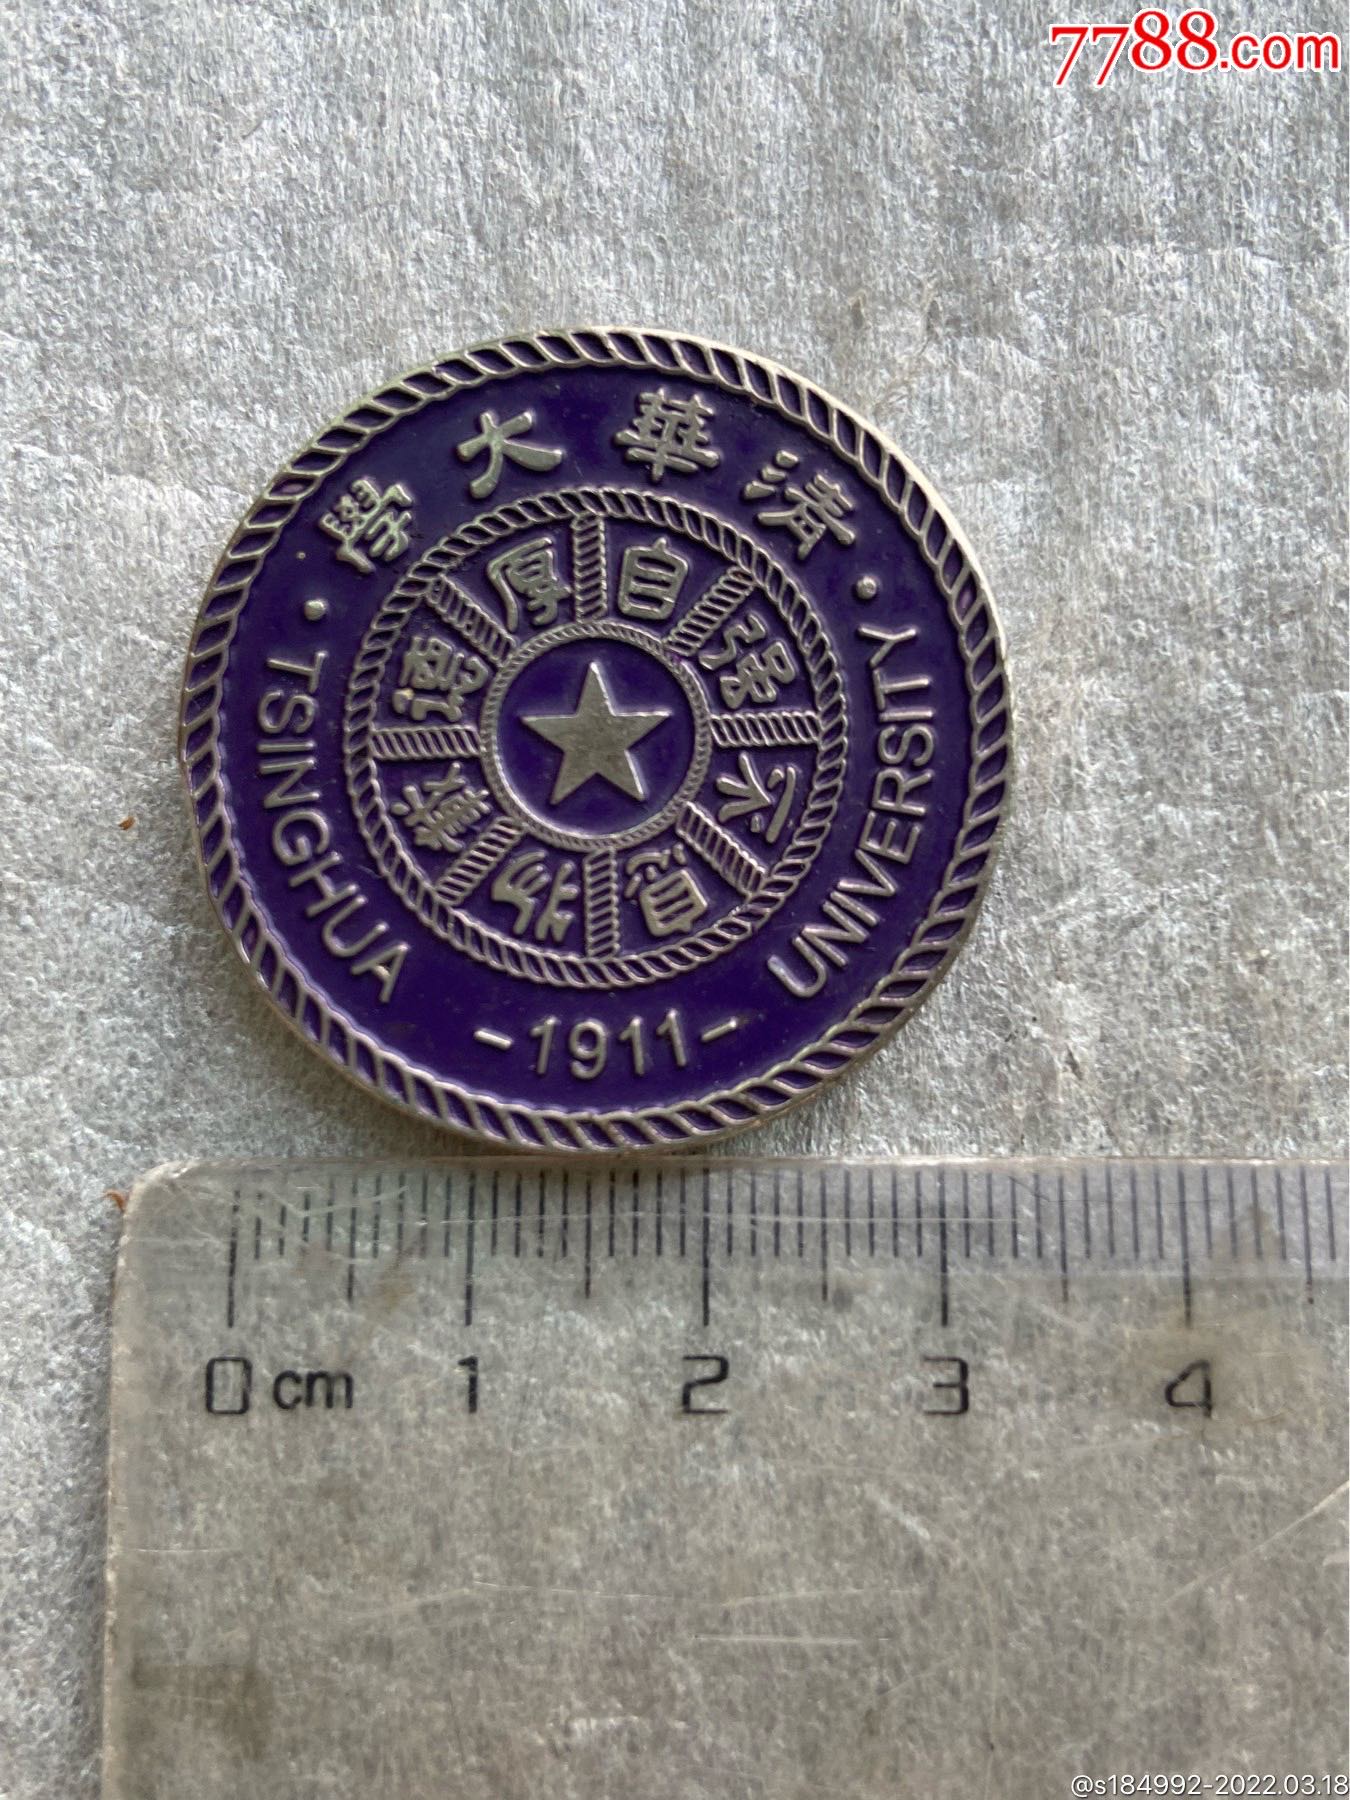 7788.com
學大華清
自强不息
厚德載物
TSINGHUA UNIVERSITY
-1911-
0 cm 1 2 3 4
@s184992-2022.03.18